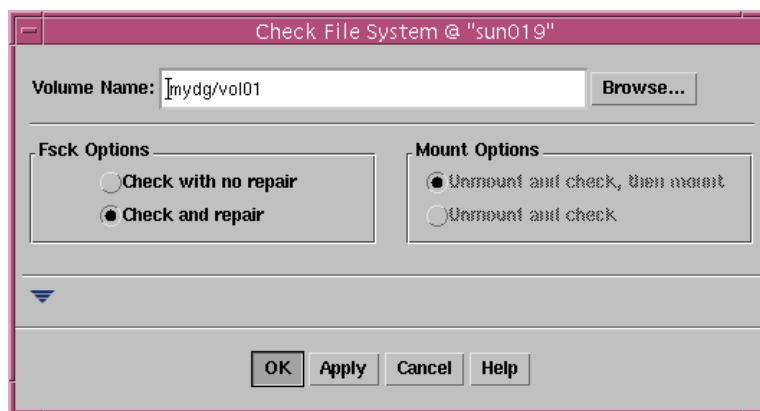 Check File System @ "sun019"
Volume Name: mydg/vol01 Browse...
Fsck Options
Check with no repair
Check and repair
Mount Options
Unmount and check, then mount
Unmount and check
OK Apply Cancel Help